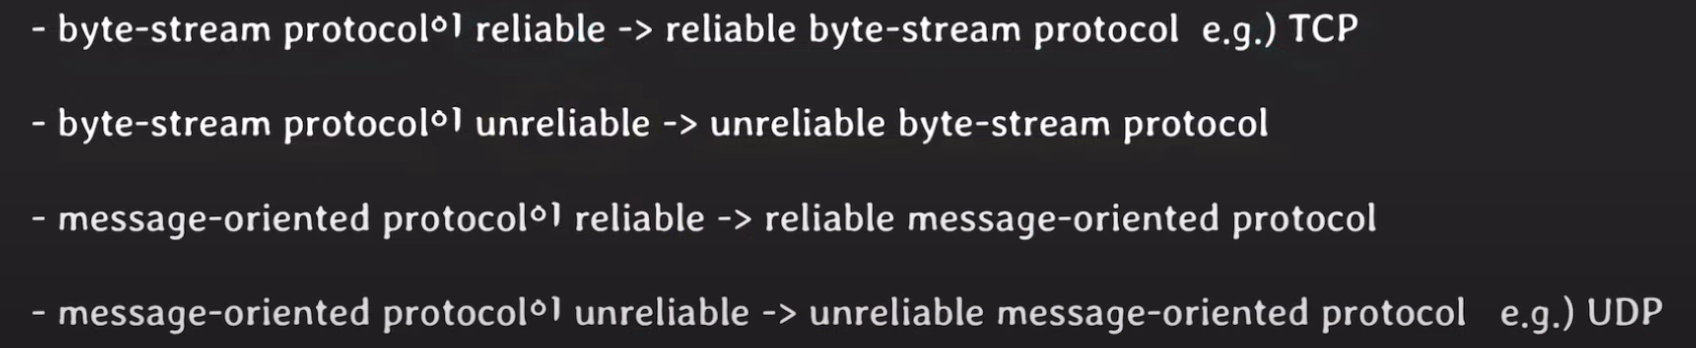 - byte-stream protocol이 reliable -> reliable byte-stream protocol e.g.) TCP
- byte-stream protocol이 unreliable -> unreliable byte-stream protocol
- message-oriented protocol이 reliable -> reliable message-oriented protocol
- message-oriented protocol이 unreliable -> unreliable message-oriented protocol e.g.) UDP